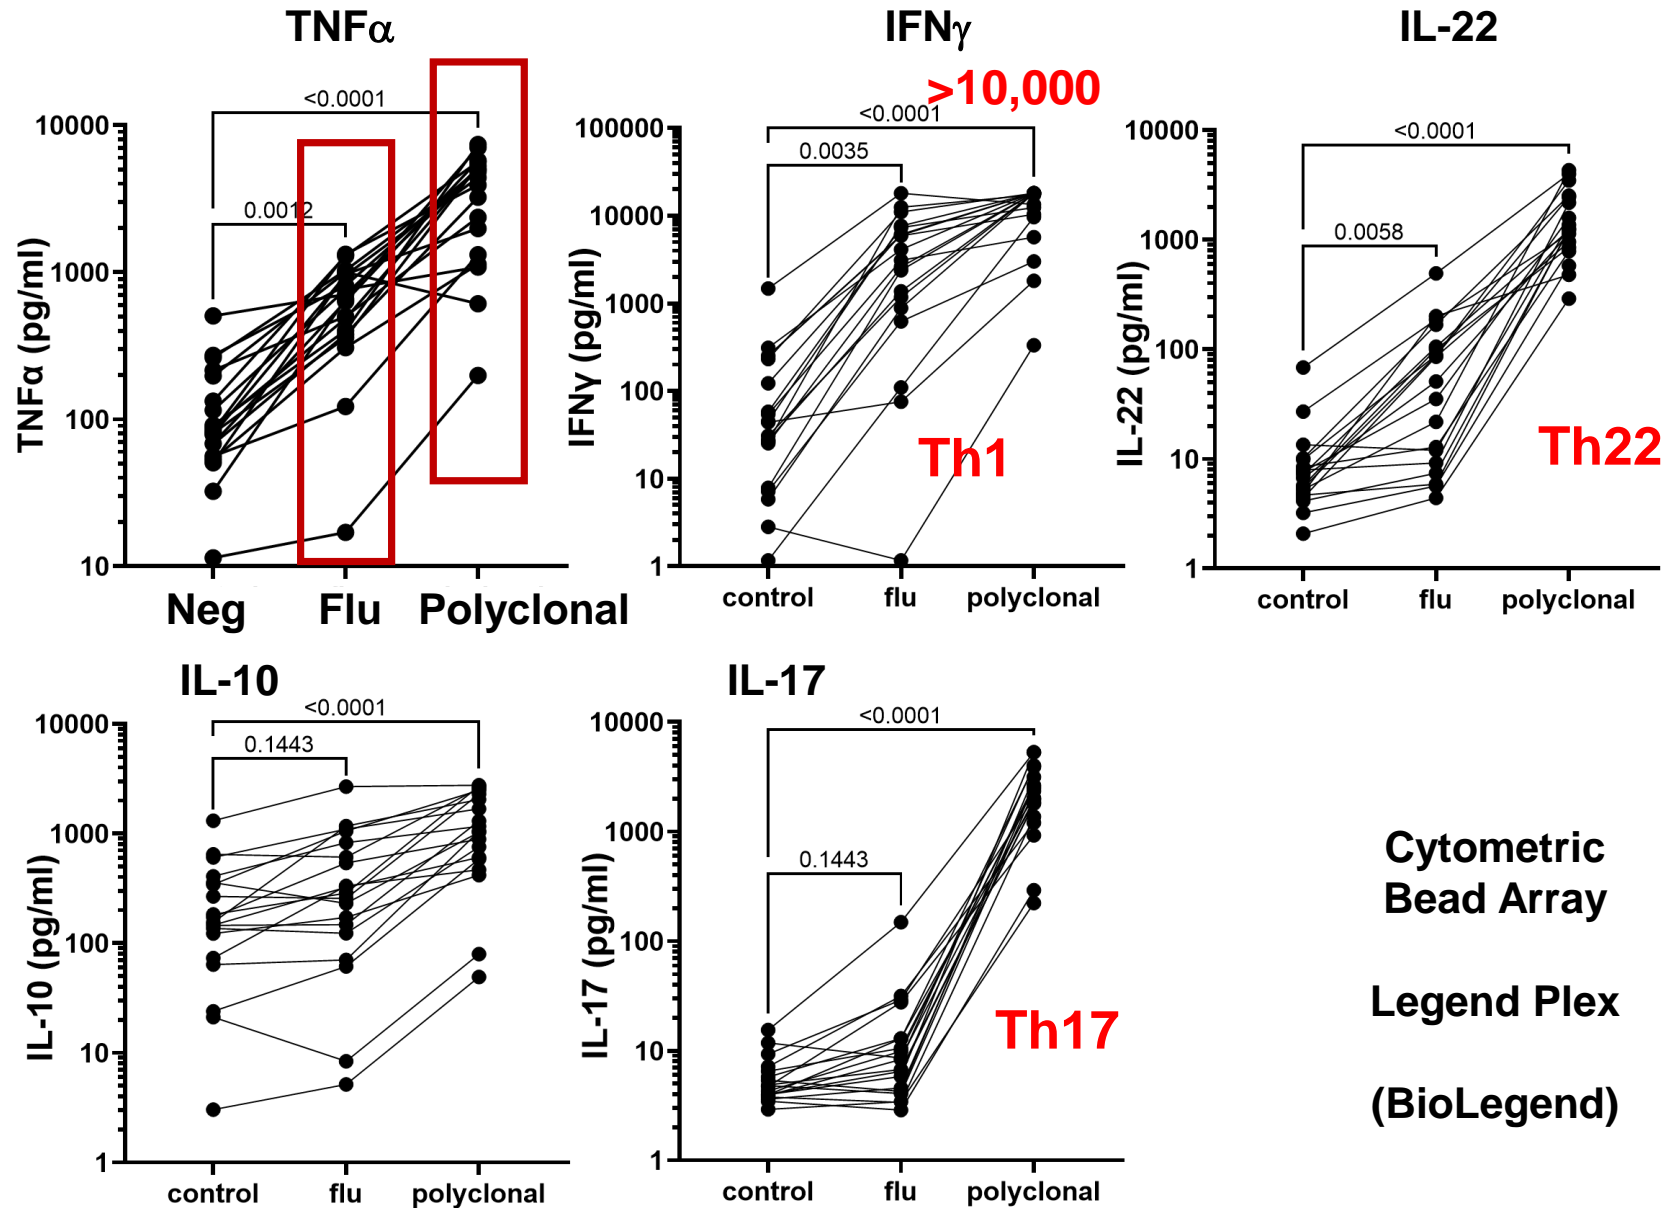 TNFα
<0.0001
0.0012
10000
1000
100
10
TNFα (pg/ml)
Neg
Flu
Polyclonal
IFNγ
>10,000
<0.0001
0.0035
100000
10000
1000
100
10
1
IFNγ (pg/ml)
Th1
control
flu
polyclonal
IL-22
<0.0001
0.0058
10000
1000
100
10
1
IL-22 (pg/ml)
Th22
control
flu
polyclonal
IL-10
<0.0001
0.1443
10000
1000
100
10
1
IL-10 (pg/ml)
control
flu
polyclonal
IL-17
<0.0001
0.1443
10000
1000
100
10
1
IL-17 (pg/ml)
Th17
control
flu
polyclonal
Cytometric
Bead Array
Legend Plex
(BioLegend)